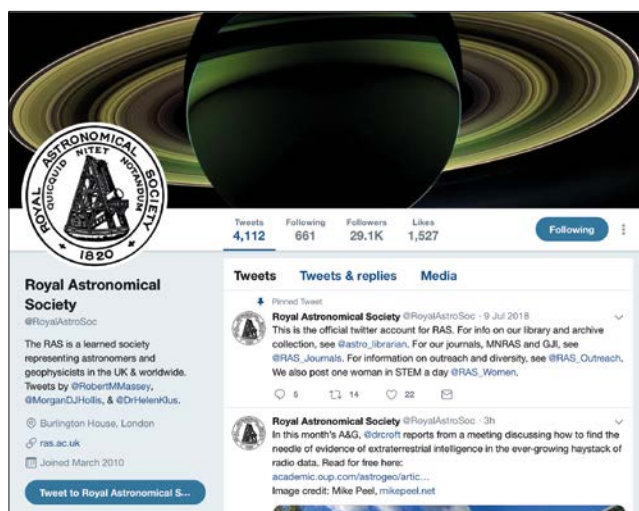 ROYAL ASTRONOMICAL SOCIETY
QUICQUID NITET NOTANDUM
1820
Tweets Following Followers Likes
4,112 661 29.1K 1,527
Following
Royal Astronomical
Society
@RoyalAstroSoc
The RAS is a learned society
representing astronomers and
geophysicists in the UK & worldwide.
Tweets by @RobertMMassey,
@MorganDJHollis, & @DrHelenKlus.
Burlington House, London
ras.ac.uk
Joined March 2010
Tweet to Royal Astronomical S...
Tweets Tweets & replies Media
Pinned Tweet
Royal Astronomical Society @RoyalAstroSoc · 9 Jul 2018
This is the official twitter account for RAS. For info on our library and archive
collection, see @astro_librarian. For our journals, MNRAS and GJI, see
@RAS_Journals. For information on outreach and diversity, see @RAS_Outreach.
We also post one woman in STEM a day @RAS_Women.
5 14 22
Royal Astronomical Society @RoyalAstroSoc · 3h
In this month's A&G, @drcroft reports from a meeting discussing how to find the
needle of evidence of extraterrestrial intelligence in the ever-growing haystack of
radio data. Read for free here:
academic.oup.com/astrogeo/artic...
Image credit: Mike Peel, mikepeel.net